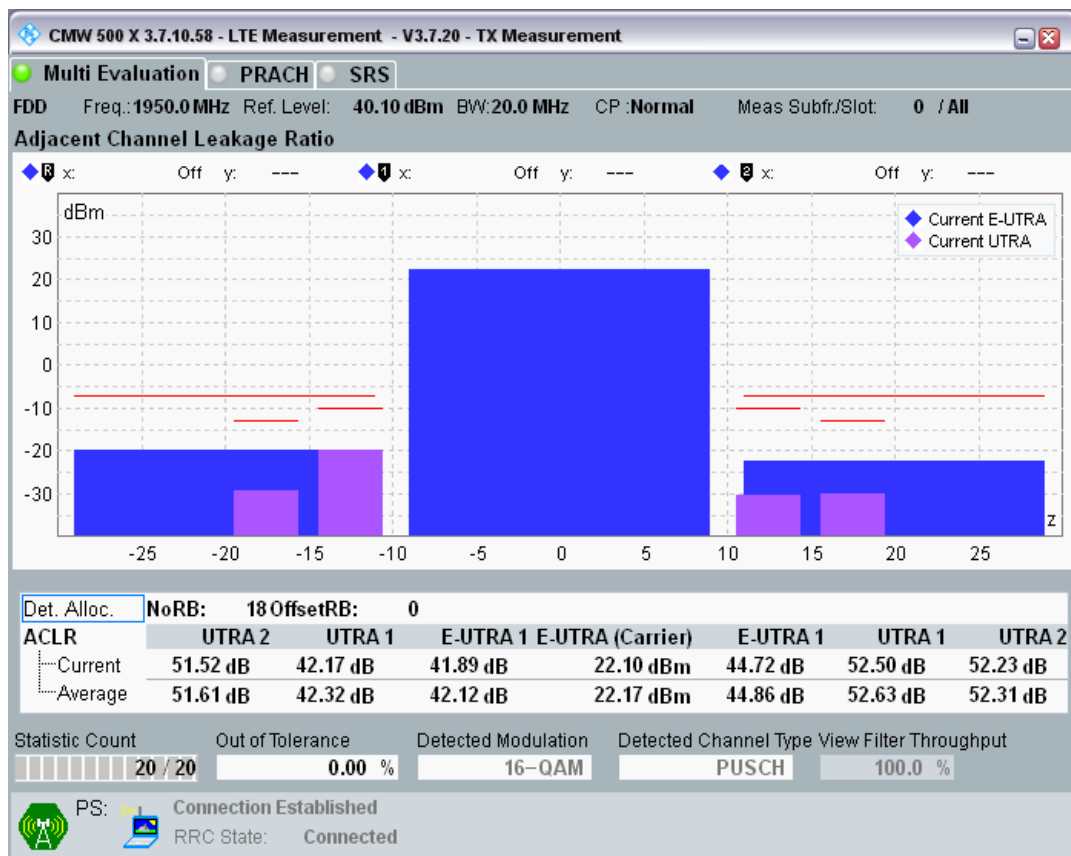 CMW 500 X 3.7.10.58 - LTE Measurement - V3.7.20 - TX Measurement
Multi Evaluation PRACH SRS
FDD Freq.:1950.0 MHz Ref. Level: 40.10 dBm BW:20.0 MHz CP :Normal Meas Subfr./Slot: 0 / All
Adjacent Channel Leakage Ratio
R x: Off y: --- 1 x: Off y: --- 2 x: Off y: ---
dBm
Current E-UTRA
Current UTRA
30
20
10
0
-10
-20
-30
z
-25 -20 -15 -10 -5 0 5 10 15 20 25
Det. Alloc. NoRB: 18 OffsetRB: 0
ACLR UTRA 2 UTRA 1 E-UTRA 1 E-UTRA (Carrier) E-UTRA 1 UTRA 1 UTRA 2
Current 51.52 dB 42.17 dB 41.89 dB 22.10 dBm 44.72 dB 52.50 dB 52.23 dB
Average 51.61 dB 42.32 dB 42.12 dB 22.17 dBm 44.86 dB 52.63 dB 52.31 dB
Statistic Count Out of Tolerance Detected Modulation Detected Channel Type View Filter Throughput
20 / 20 0.00 % 16-QAM PUSCH 100.0 %
PS: Connection Established
RRC State: Connected